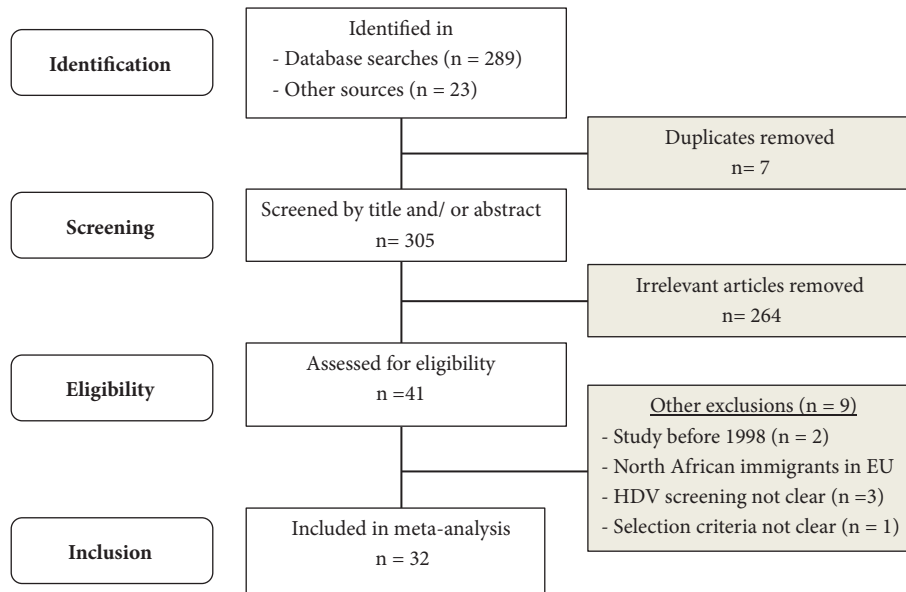 Identification
Identified in
- Database searches (n = 289)
- Other sources (n = 23)
Duplicates removed
n= 7
Screening
Screened by title and/ or abstract
n= 305
Irrelevant articles removed
n= 264
Eligibility
Assessed for eligibility
n =41
Other exclusions (n = 9)
- Study before 1998 (n = 2)
- North African immigrants in EU
- HDV screening not clear (n =3)
- Selection criteria not clear (n = 1)
Inclusion
Included in meta-analysis
n = 32